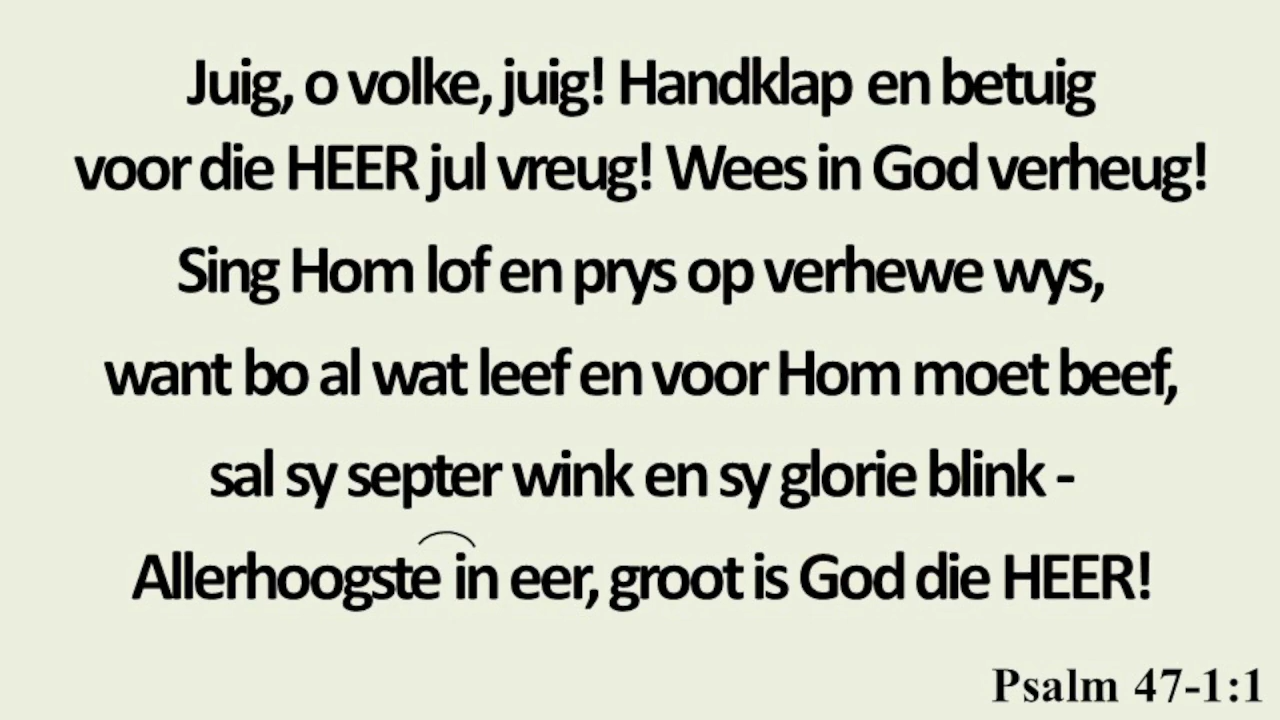 Juig, o volke, juig! Handklap en betuig
voor die HEER jul vreug! Wees in God verheug!
Sing Hom lof en prys op verhewe wys,
want bo al wat leef en voor Hom moet beef,
sal sy septer wink en sy glorie blink -
Allerhoogste in eer, groot is God die HEER!
Psalm 47-1:1